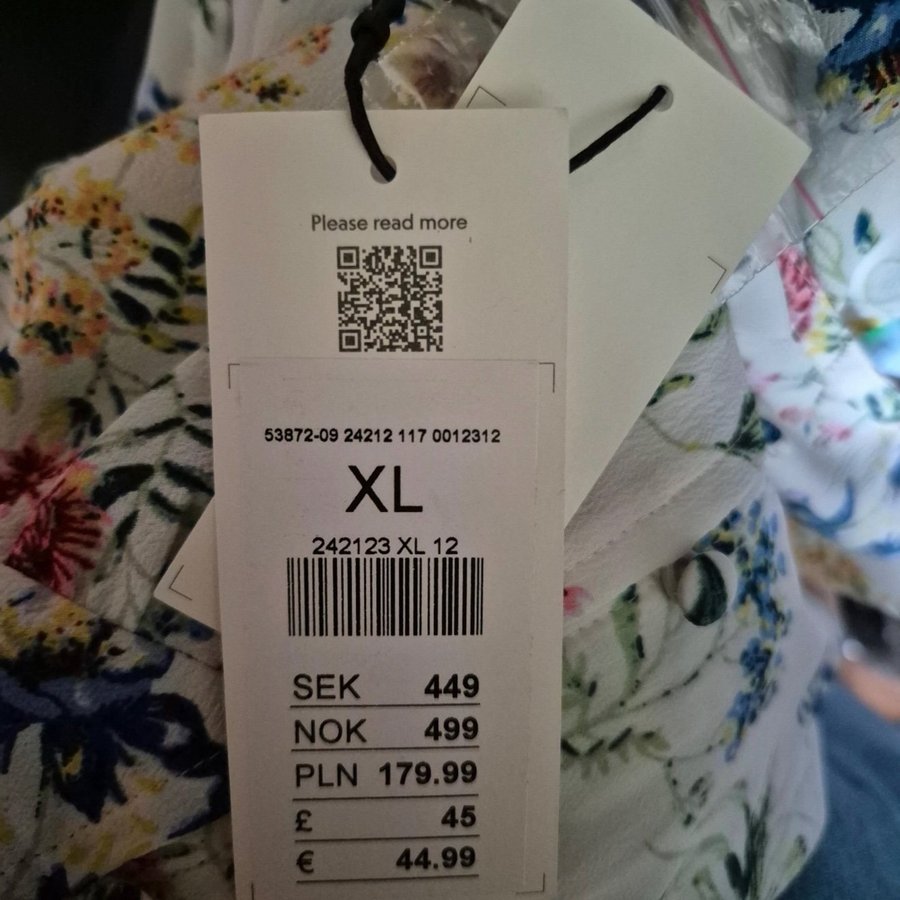 Please read more
53872-09 24212 117 0012312
XL
242123 XL 12
SEK 449
NOK 499
PLN 179.99
£ 45
€ 44.99